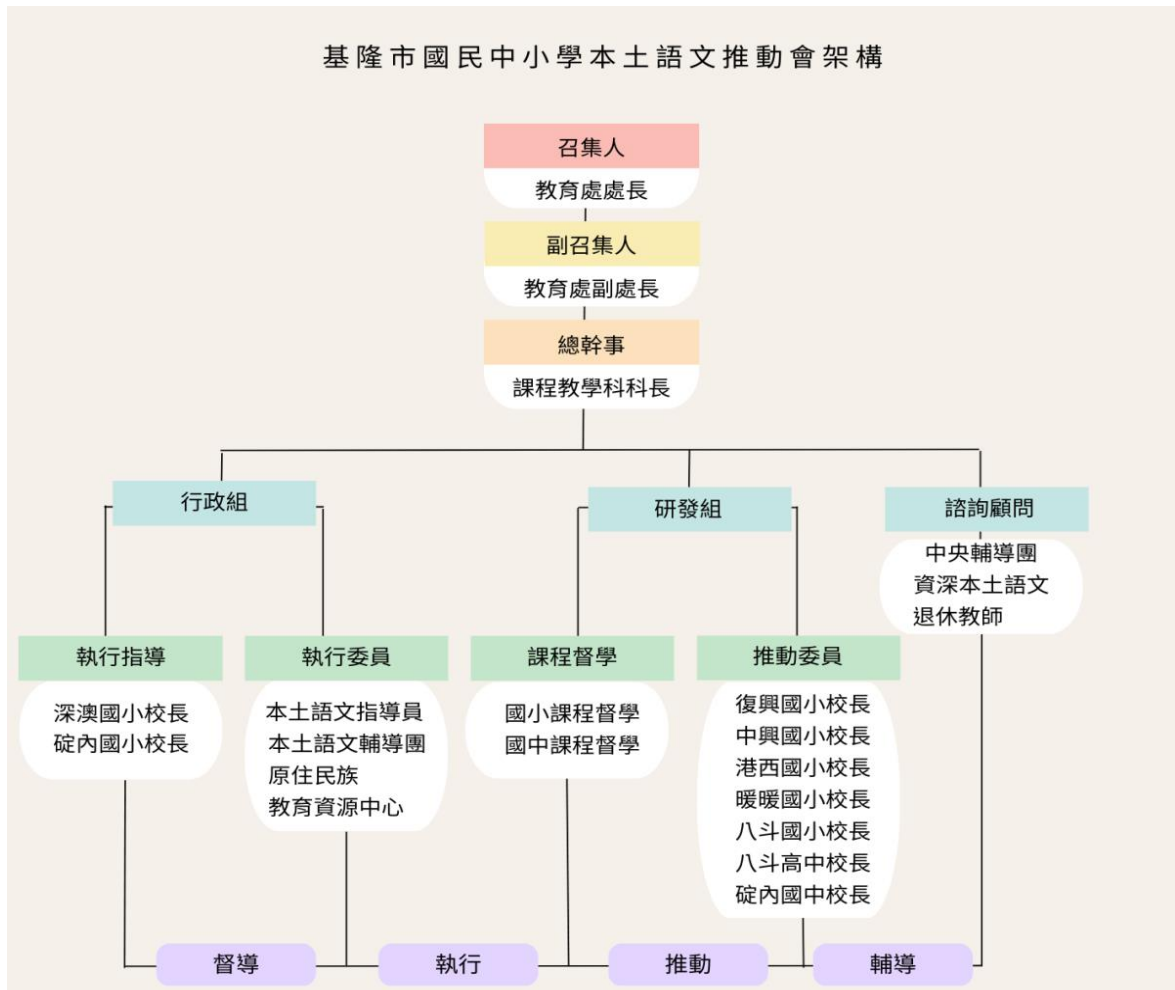 基隆市國民中小學本土語文推動會架構
召集人
教育處處長
副召集人
教育處副處長
總幹事
課程教學科科長
行政組
研發組
諮詢顧問
中央輔導團
資深本土語文
退休教師
執行指導
深澳國小校長
碇內國小校長
執行委員
本土語文指導員
本土語文輔導團
原住民族
教育資源中心
課程督學
國小課程督學
國中課程督學
推動委員
復興國小校長
中興國小校長
港西國小校長
暖暖國小校長
八斗國小校長
八斗高中校長
碇內國中校長
督導
執行
推動
輔導